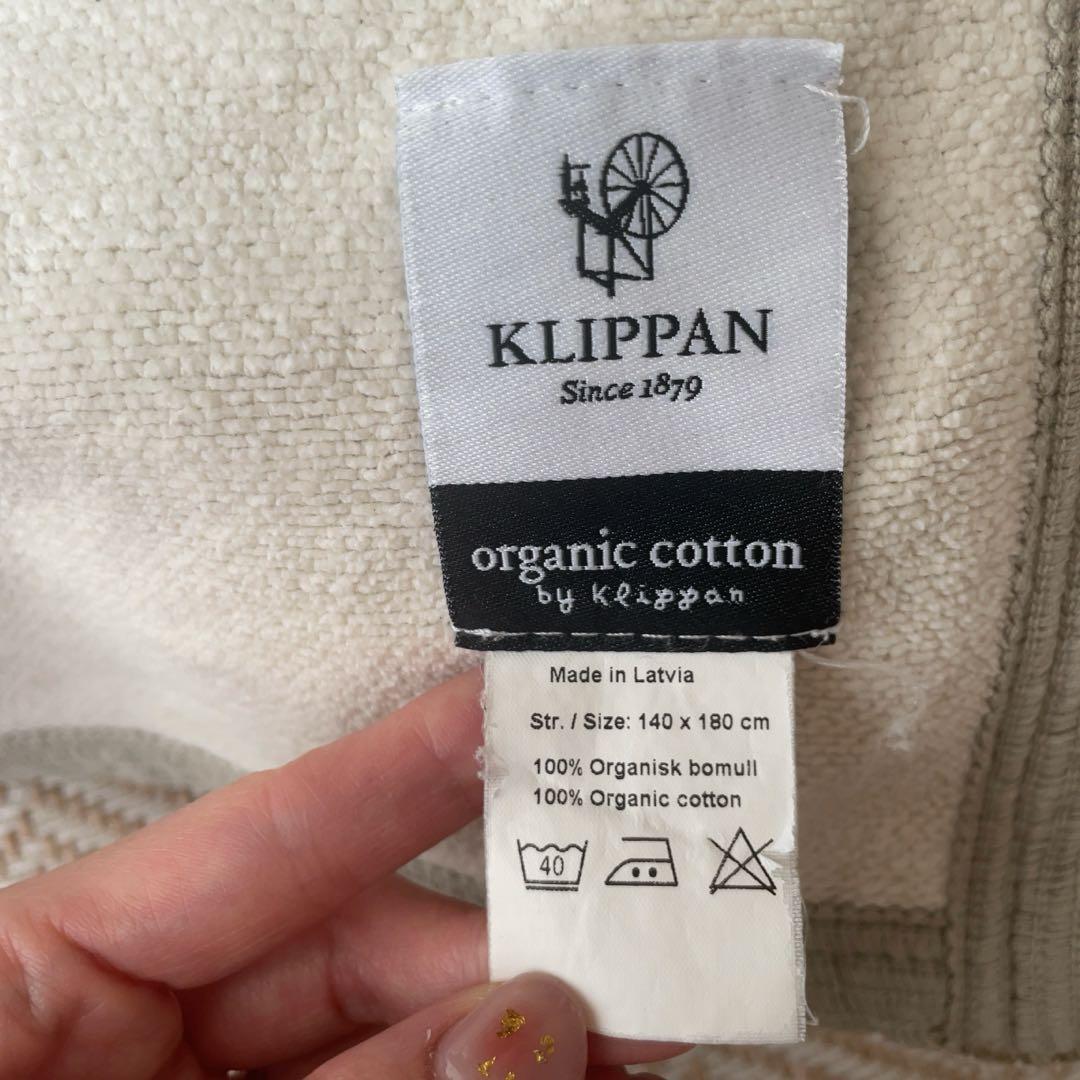 KLIPPAN
Since 1879
organic cotton
by Klippan
Made in Latvia
Str. / Size: 140 x 180 cm
100% Organisk bomull
100% Organic cotton
40